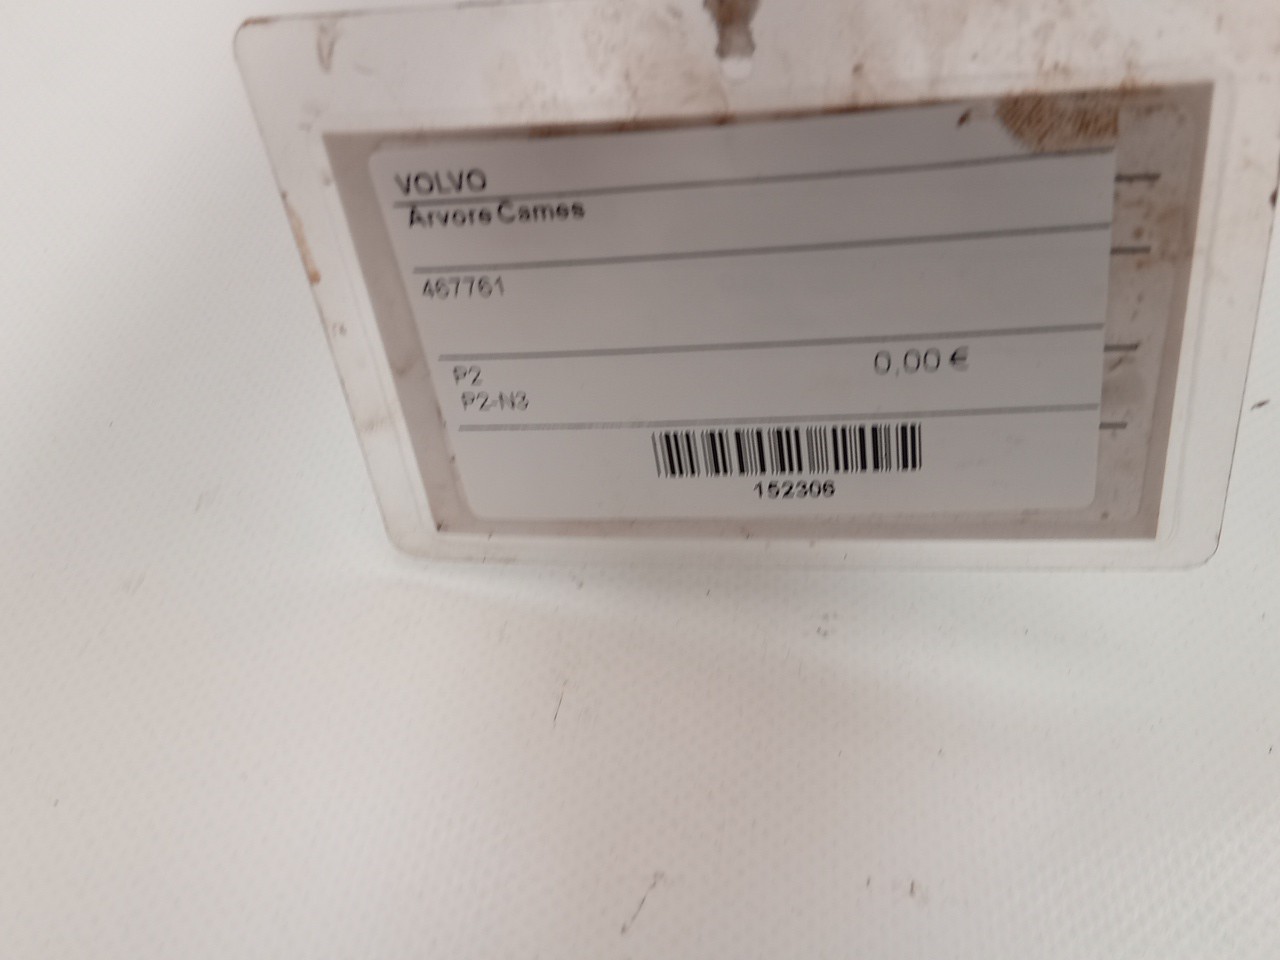 VOLVO
Arvore Cames
467761
P2
0,00 €
P2-N3
152306